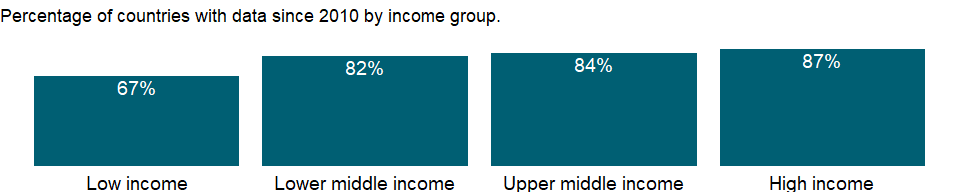 Percentage of countries with data since 2010 by income group.
67%
82%
84%
87%
Low income
Lower middle income
Upper middle income
High income